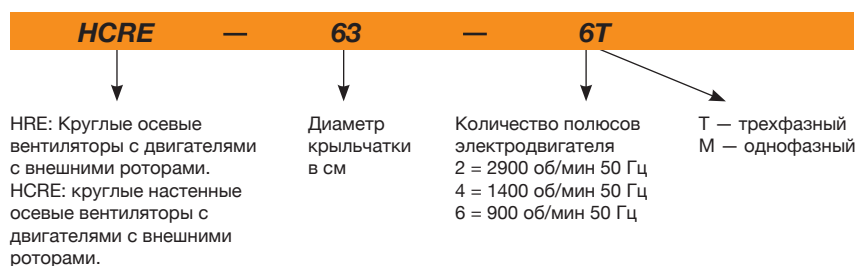 HCRE — 63 — 6T
HRE: Круглые осевые
вентиляторы с двигателями
с внешними роторами.
HCRE: круглые настенные
осевые вентиляторы с
двигателями с внешними
роторами.
Диаметр
крыльчатки
в см
Количество полюсов
электродвигателя
2 = 2900 об/мин 50 Гц
4 = 1400 об/мин 50 Гц
6 = 900 об/мин 50 Гц
Т — трехфазный
М — однофазный